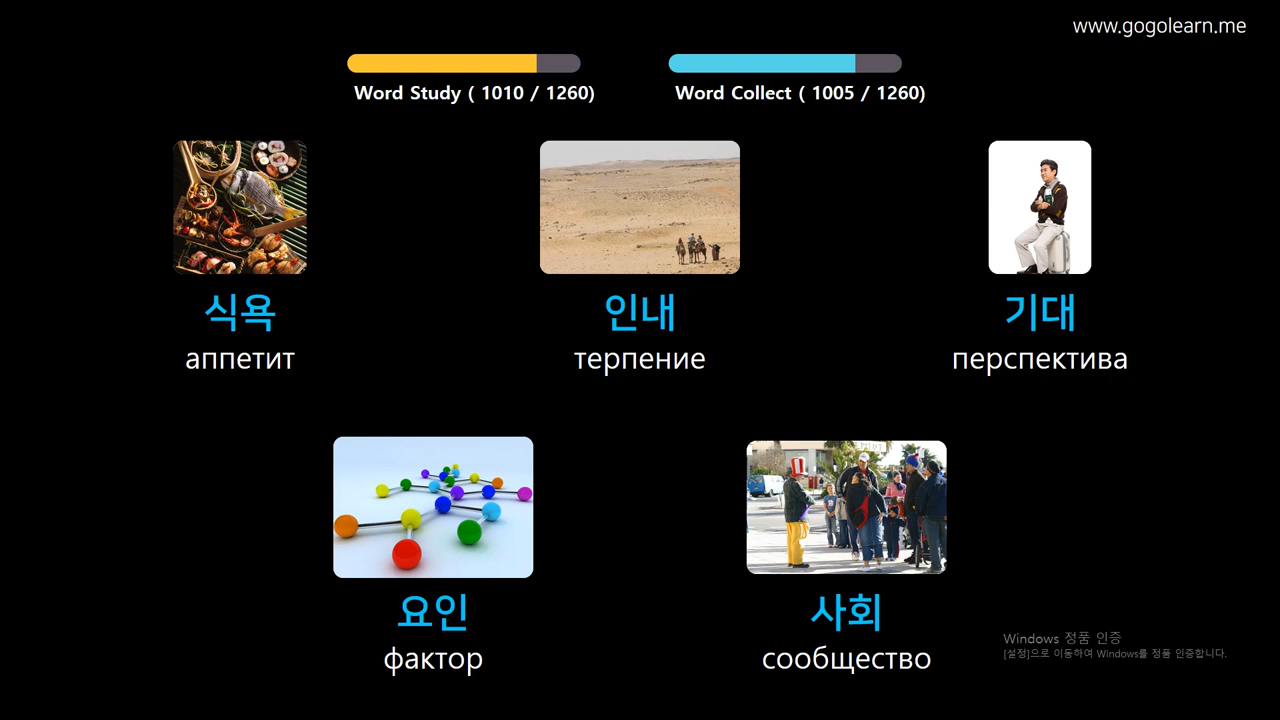 www.gogolearn.me
Word Study ( 1010 / 1260)
Word Collect ( 1005 / 1260)
식욕
аппетит
인내
терпение
기대
перспектива
요인
фактор
사회
сообщество
Windows 정품 인증
[설정]으로 이동하여 Windows를 정품 인증합니다.